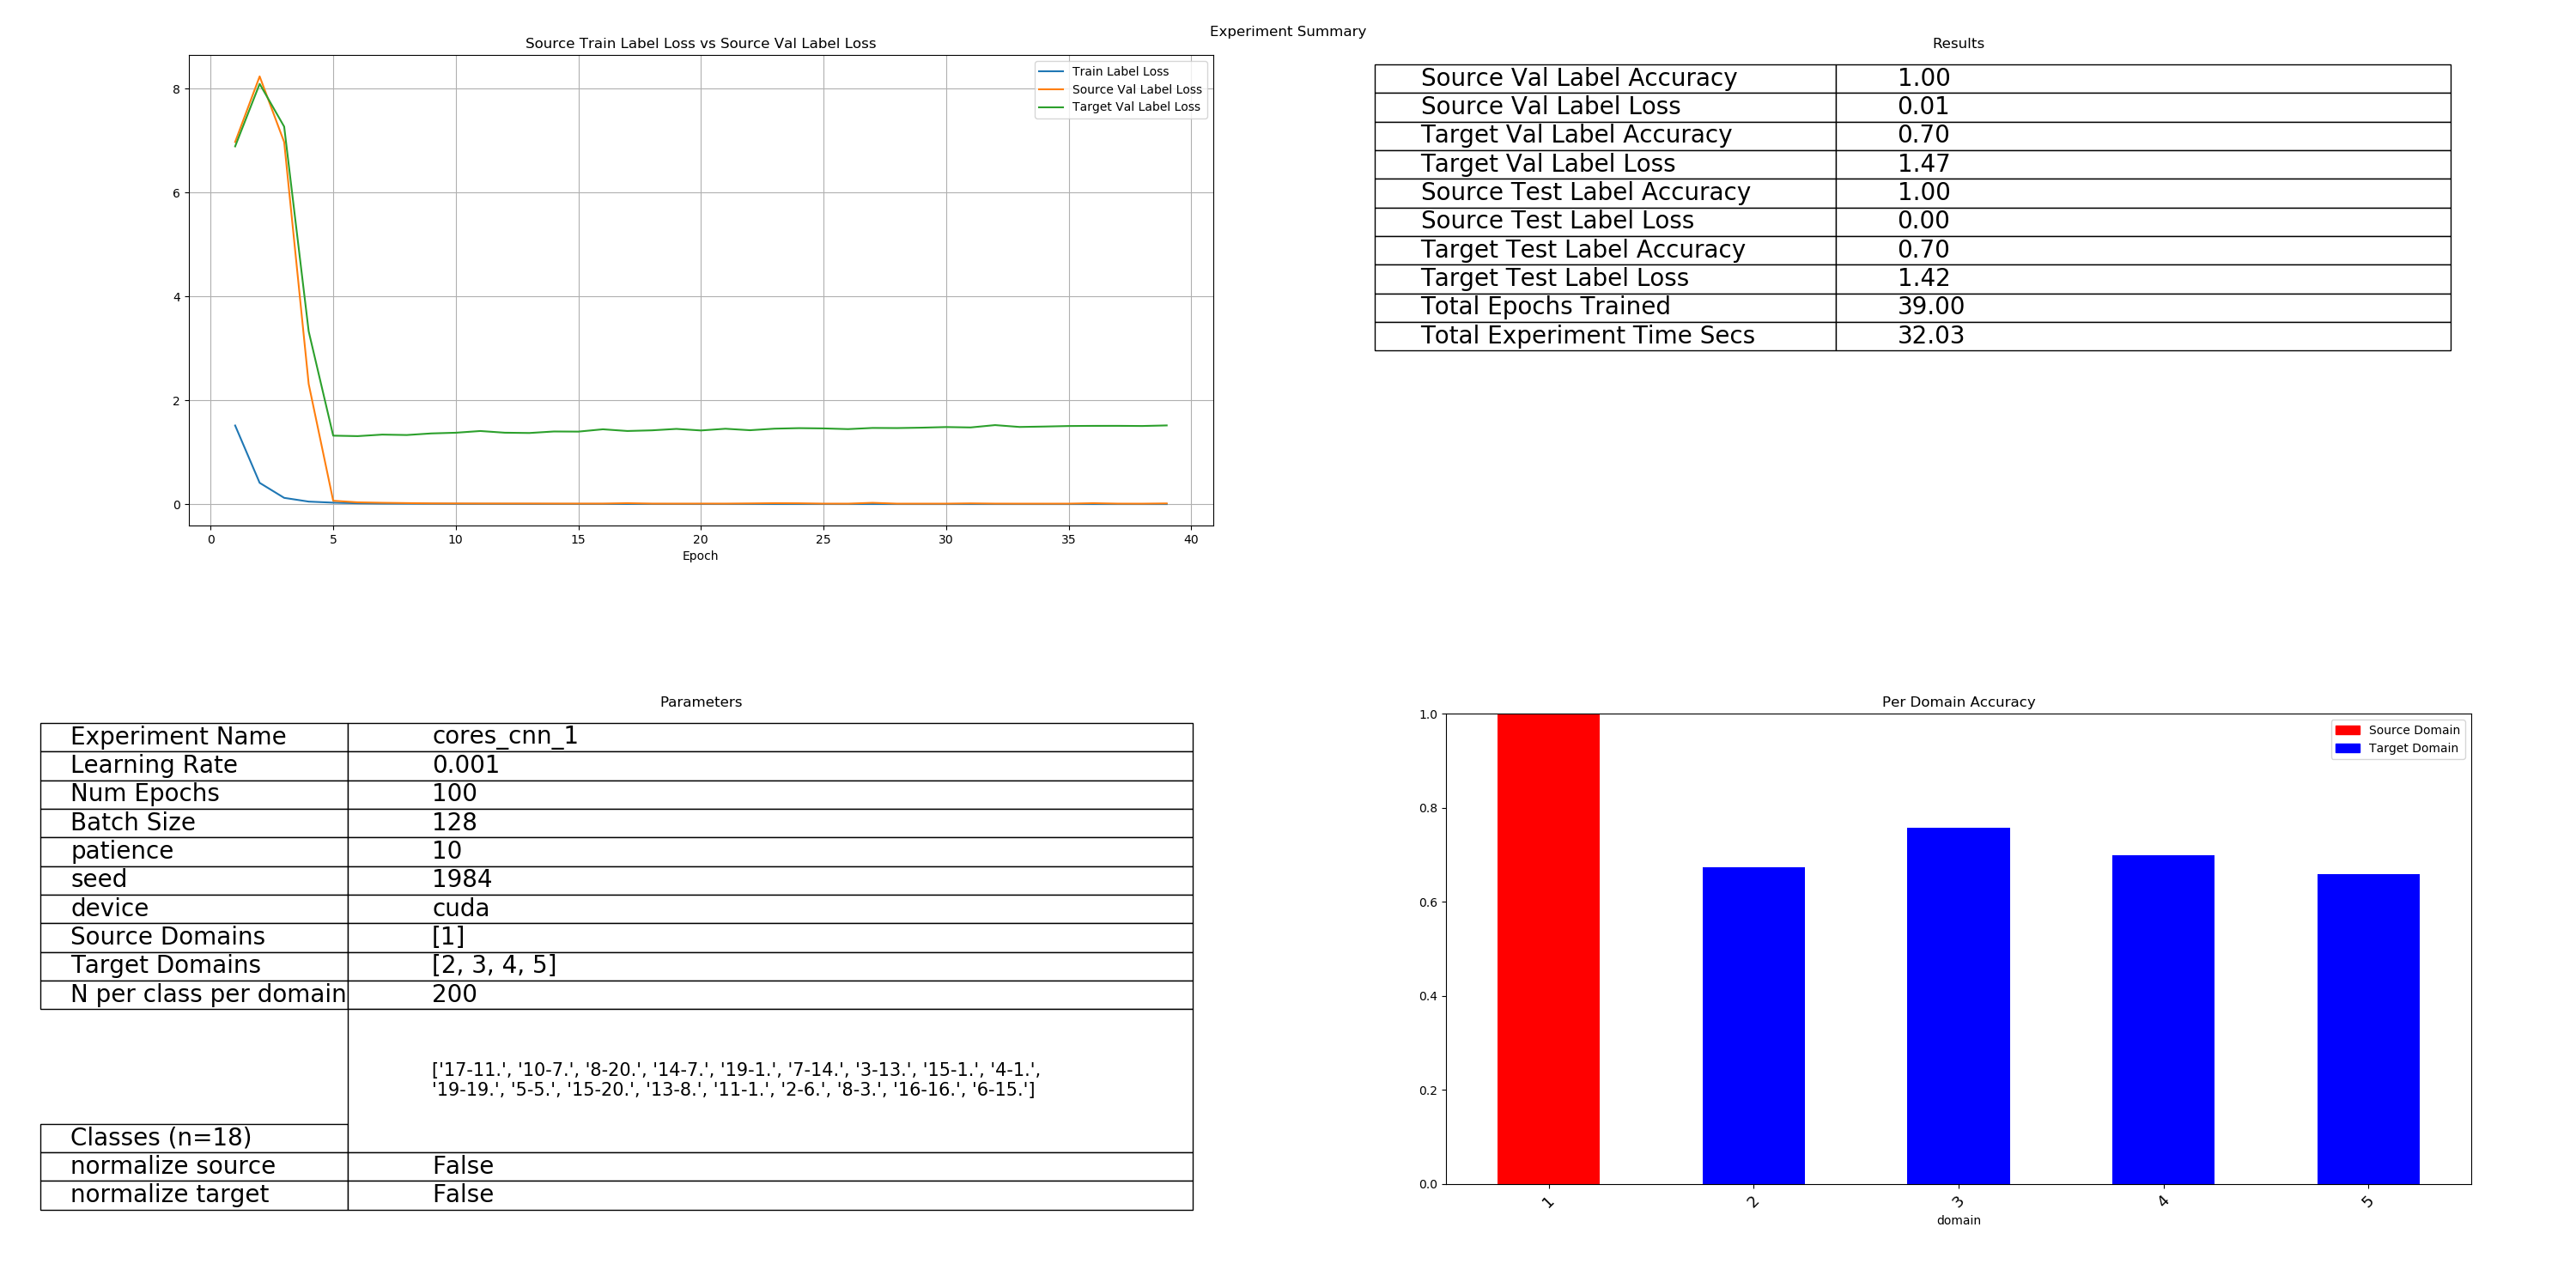 Experiment Summary
Source Train Label Loss vs Source Val Label Loss
Train Label Loss
Source Val Label Loss
Target Val Label Loss
8
6
4
2
0
0 5 10 15 20 25 30 35 40
Epoch
Results
Source Val Label Accuracy 1.00
Source Val Label Loss 0.01
Target Val Label Accuracy 0.70
Target Val Label Loss 1.47
Source Test Label Accuracy 1.00
Source Test Label Loss 0.00
Target Test Label Accuracy 0.70
Target Test Label Loss 1.42
Total Epochs Trained 39.00
Total Experiment Time Secs 32.03
Parameters
Experiment Name cores_cnn_1
Learning Rate 0.001
Num Epochs 100
Batch Size 128
patience 10
seed 1984
device cuda
Source Domains [1]
Target Domains [2, 3, 4, 5]
N per class per domain 200
['17-11.', '10-7.', '8-20.', '14-7.', '19-1.', '7-14.', '3-13.', '15-1.', '4-1.',
'19-19.', '5-5.', '15-20.', '13-8.', '11-1.', '2-6.', '8-3.', '16-16.', '6-15.']
Classes (n=18)
normalize source False
normalize target False
Per Domain Accuracy
Source Domain
Target Domain
1.0
0.8
0.6
0.4
0.2
0.0
1 2 3 4 5
domain